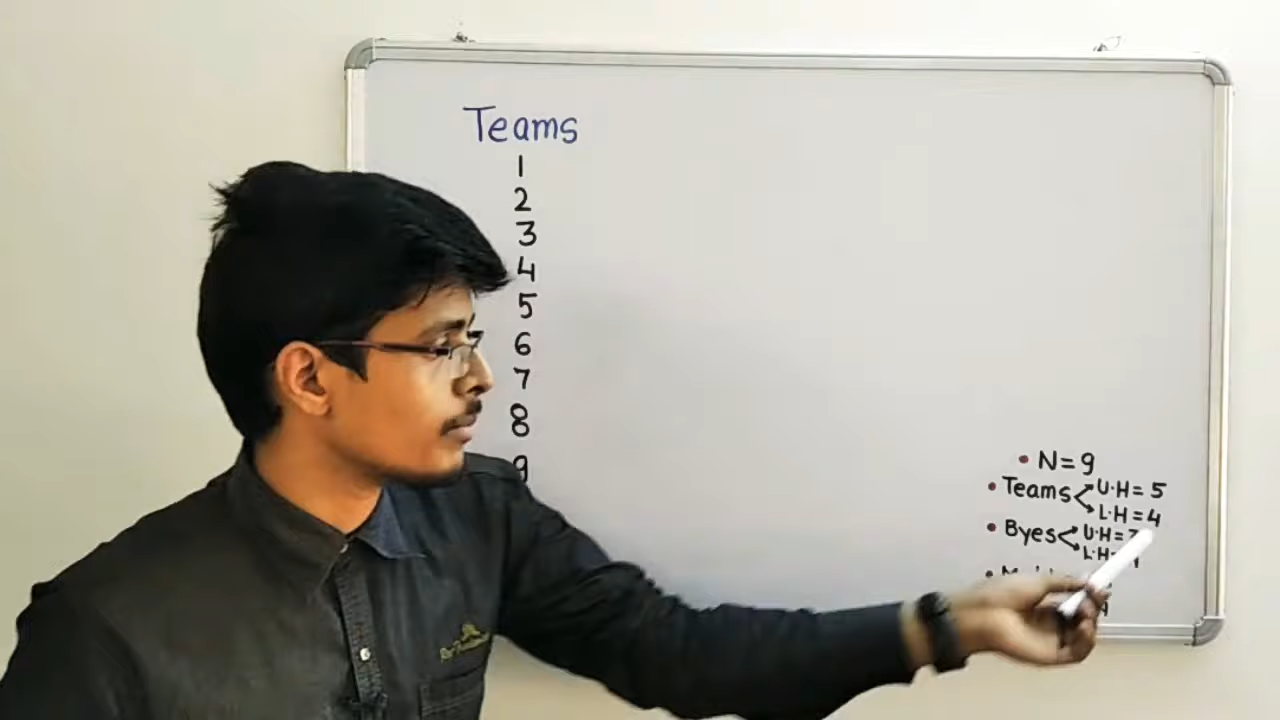 Teams
1
2
3
4
5
6
7
8
9
• N = 9
• Teams U.H = 5
L.H = 4
• Byes U.H =
L.H =